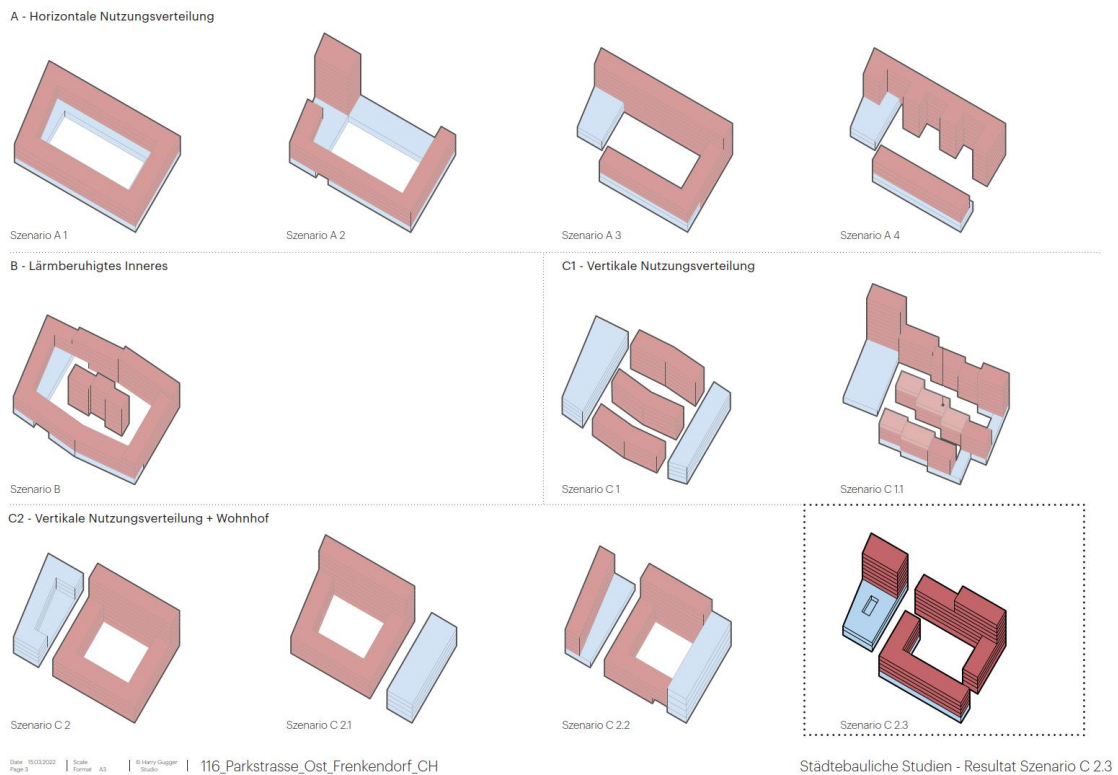 A - Horizontale Nutzungsverteilung
Szenario A 1
Szenario A 2
Szenario A 3
Szenario A 4
B - Lärmberuhigtes Inneres
C1 - Vertikale Nutzungsverteilung
Szenario B
Szenario C 1
Szenario C 1.1
C2 - Vertikale Nutzungsverteilung + Wohnhof
Szenario C 2
Szenario C 2.1
Szenario C 2.2
Szenario C 2.3
Date 15.03.2022
Page 3
Scale
Format A3
© Harry Gugger
Studio
116_Parkstrasse_Ost_Frenkendorf_CH
Städtebauliche Studien - Resultat Szenario C 2.3